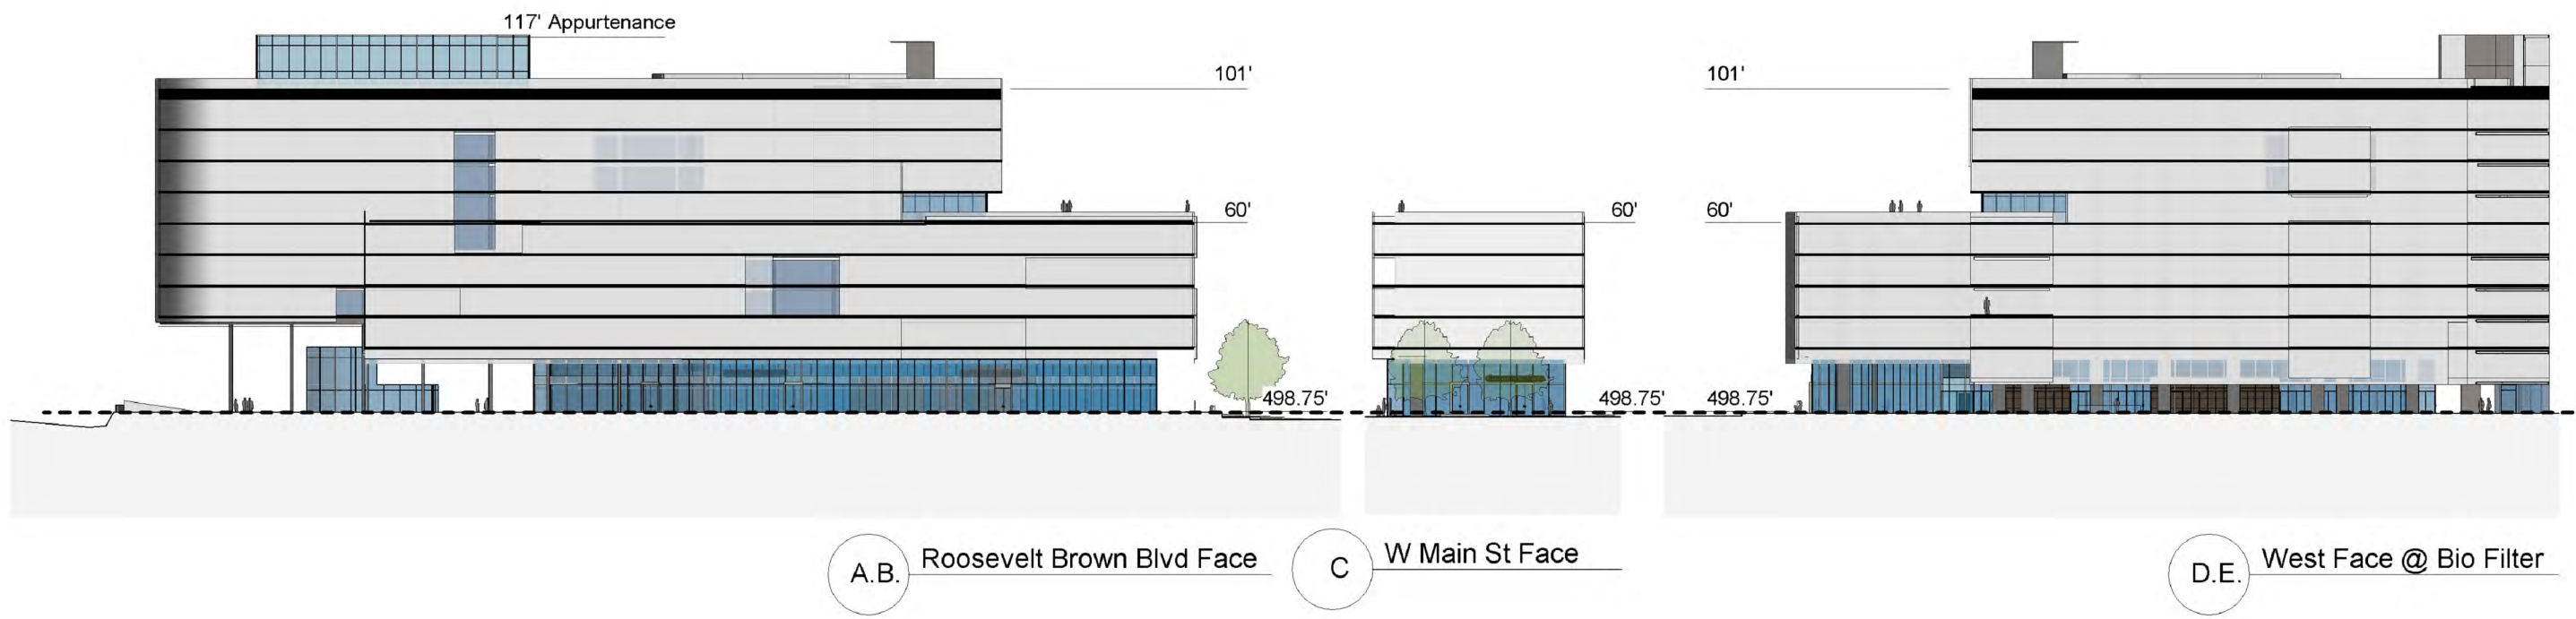 117' Appurtenance
101'
101'
60'
60'
60'
498.75'
498.75'
498.75'
A.B.
Roosevelt Brown Blvd Face
C
W Main St Face
D.E.
West Face @ Bio Filter